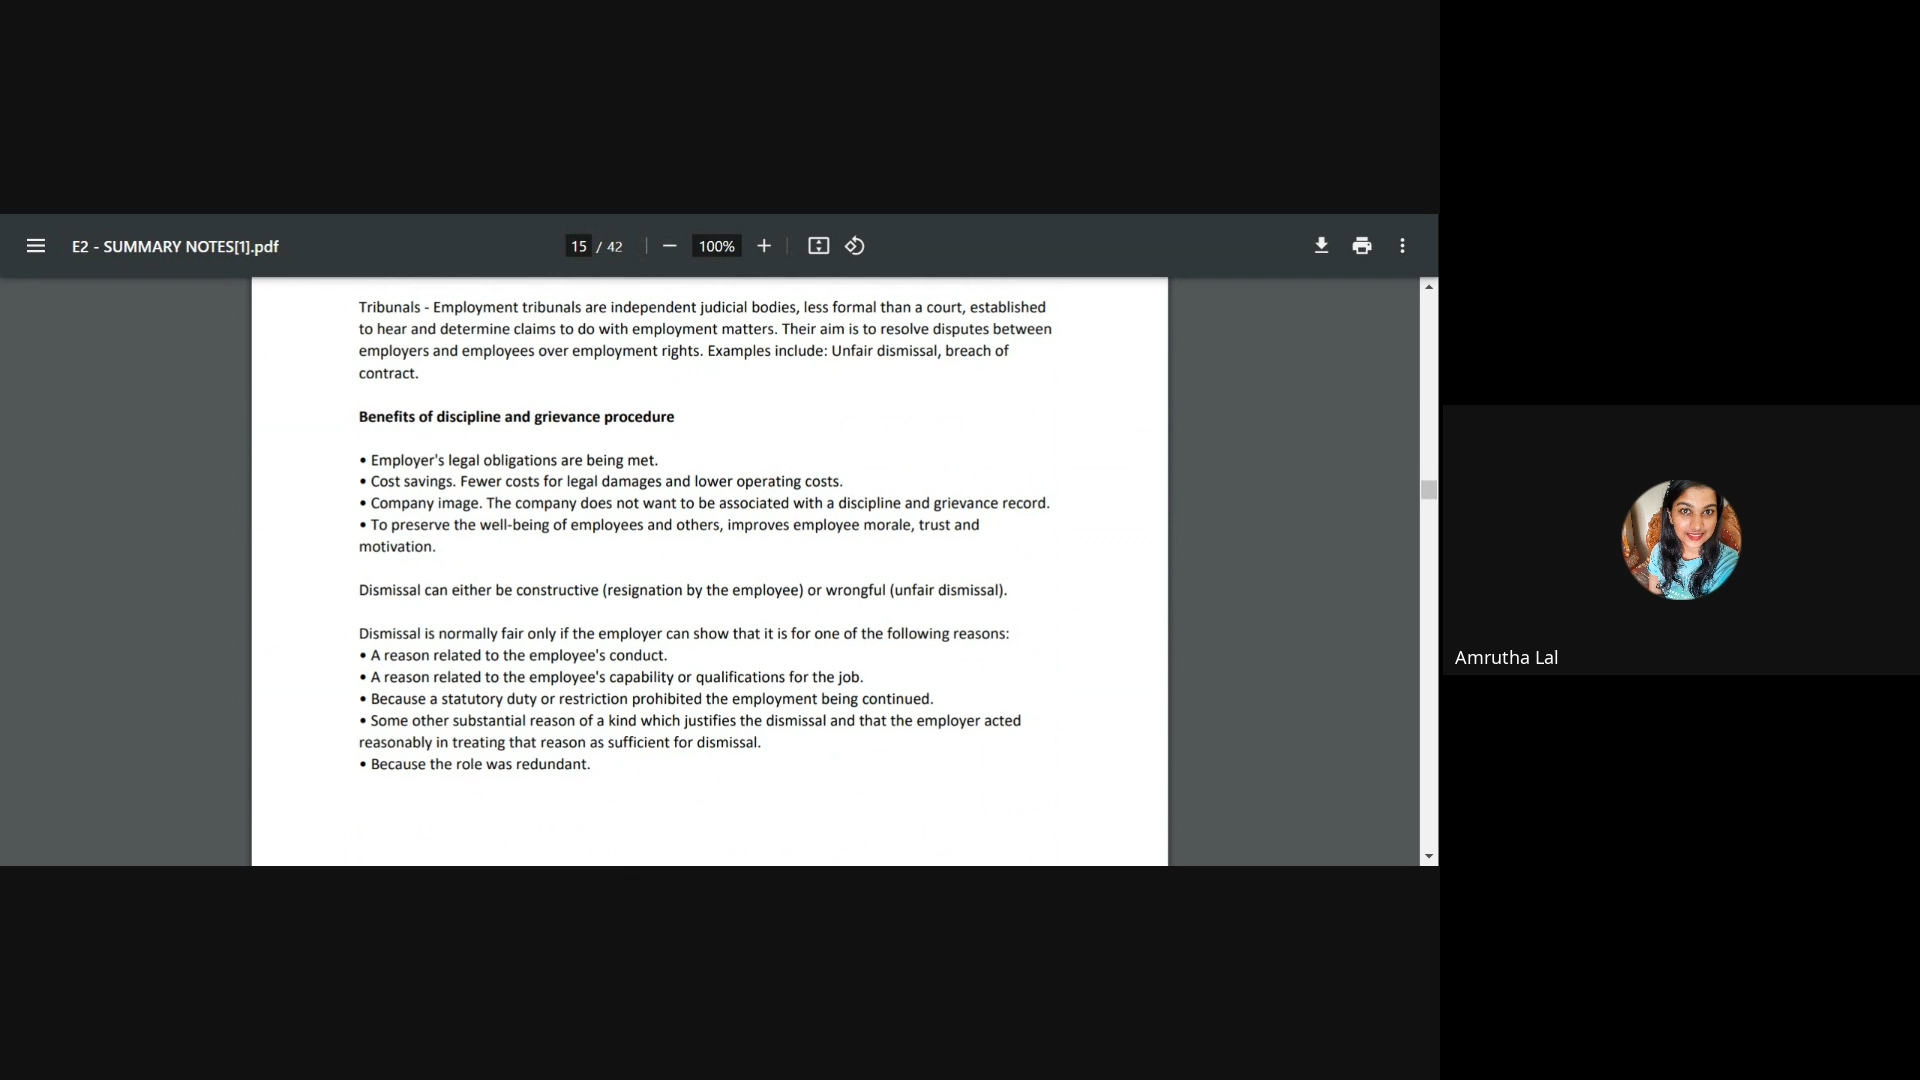 E2 - SUMMARY NOTES[1].pdf
15 / 42
100%
Tribunals - Employment tribunals are independent judicial bodies, less formal than a court, established
to hear and determine claims to do with employment matters. Their aim is to resolve disputes between
employers and employees over employment rights. Examples include: Unfair dismissal, breach of
contract.
Benefits of discipline and grievance procedure
• Employer's legal obligations are being met.
• Cost savings. Fewer costs for legal damages and lower operating costs.
• Company image. The company does not want to be associated with a discipline and grievance record.
• To preserve the well-being of employees and others, improves employee morale, trust and
motivation.
Dismissal can either be constructive (resignation by the employee) or wrongful (unfair dismissal).
Dismissal is normally fair only if the employer can show that it is for one of the following reasons:
• A reason related to the employee's conduct.
• A reason related to the employee's capability or qualifications for the job.
• Because a statutory duty or restriction prohibited the employment being continued.
• Some other substantial reason of a kind which justifies the dismissal and that the employer acted
reasonably in treating that reason as sufficient for dismissal.
• Because the role was redundant.
Amrutha Lal